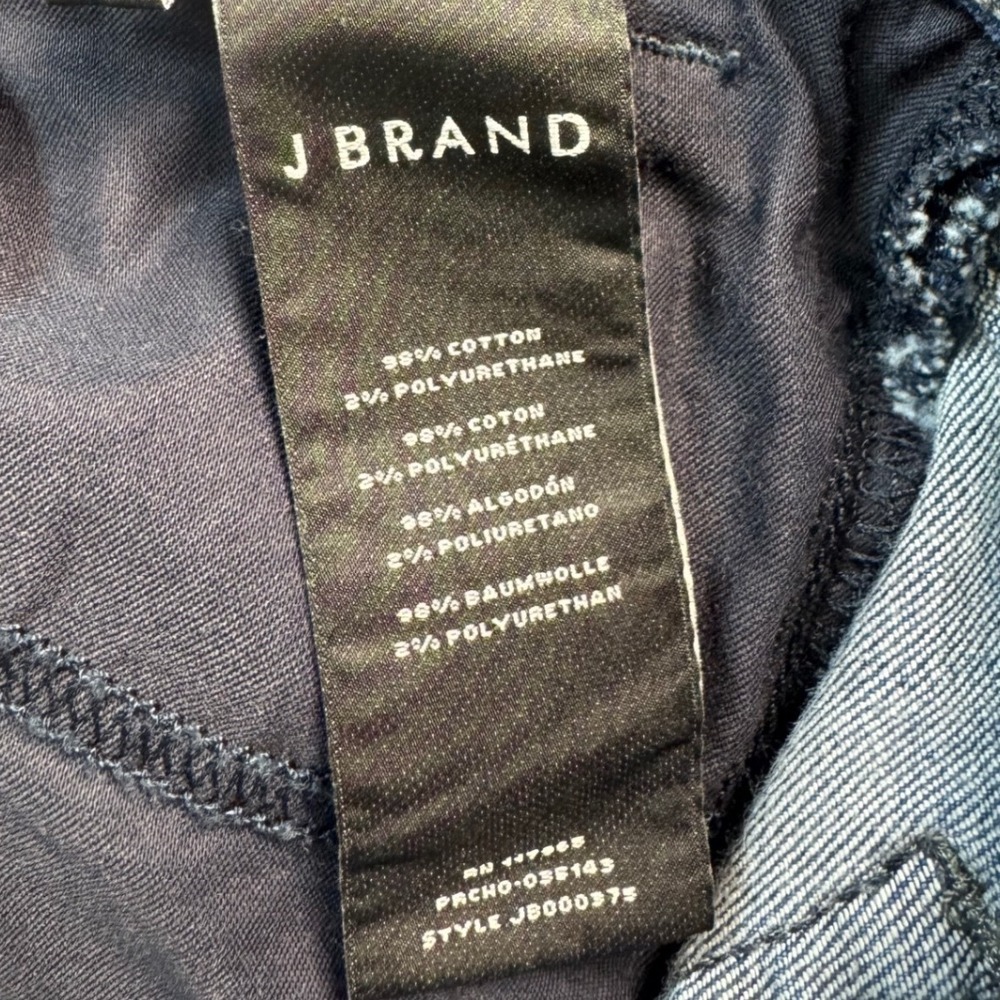 J BRAND
98% COTTON
2% POLYURETHANE
98% COTON
2% POLYURÉTHANE
98% ALGODÓN
2% POLIURETANO
98% BAUMWOLLE
2% POLYURETHAN
RN
PRCHO-035143
STYLE JB000375